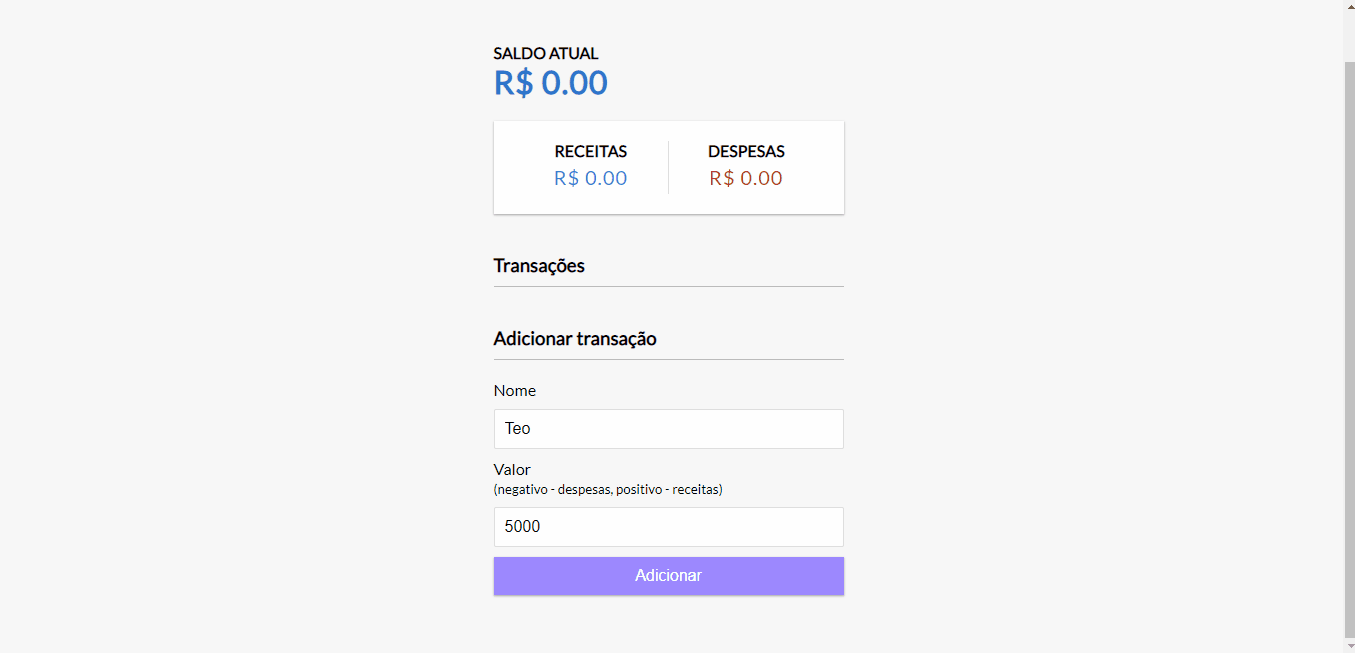 SALDO ATUAL
R$ 0.00
RECEITAS
R$ 0.00
DESPESAS
R$ 0.00
Transações
Adicionar transação
Nome
Teo
Valor
(negativo - despesas, positivo - receitas)
5000
Adicionar